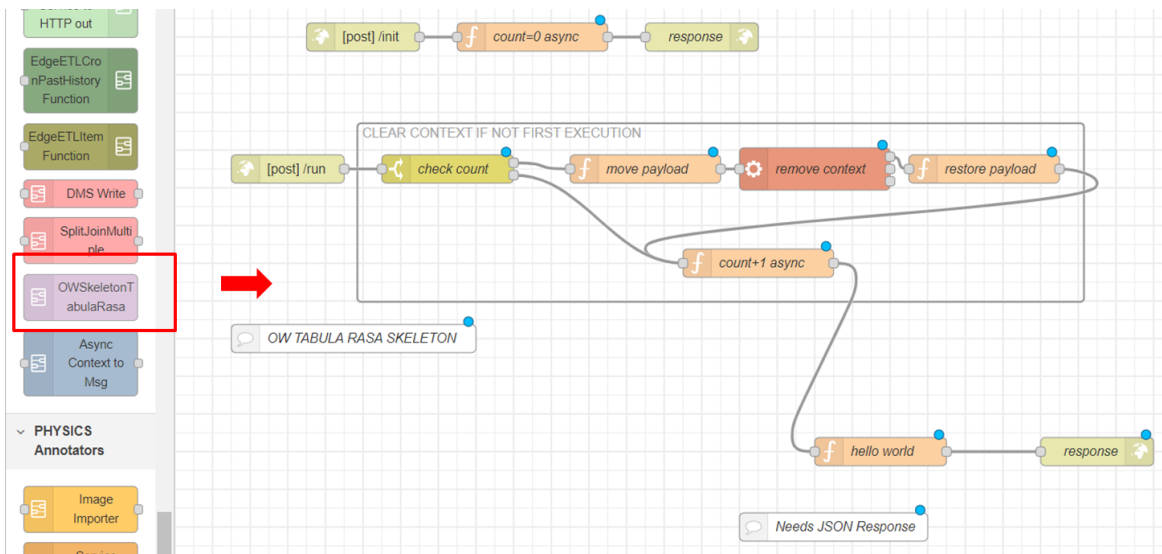 HTTP out
EdgeETLCro
nPastHistory
Function
EdgeETLItem
Function
DMS Write
SplitJoinMulti
ple
OWSkeletonT
abulaRasa
Async
Context to
Msg
PHYSICS
Annotators
Image
Importer
[post] /init
count=0 async
response
CLEAR CONTEXT IF NOT FIRST EXECUTION
[post] /run
check count
move payload
remove context
restore payload
count+1 async
OW TABULA RASA SKELETON
hello world
response
Needs JSON Response